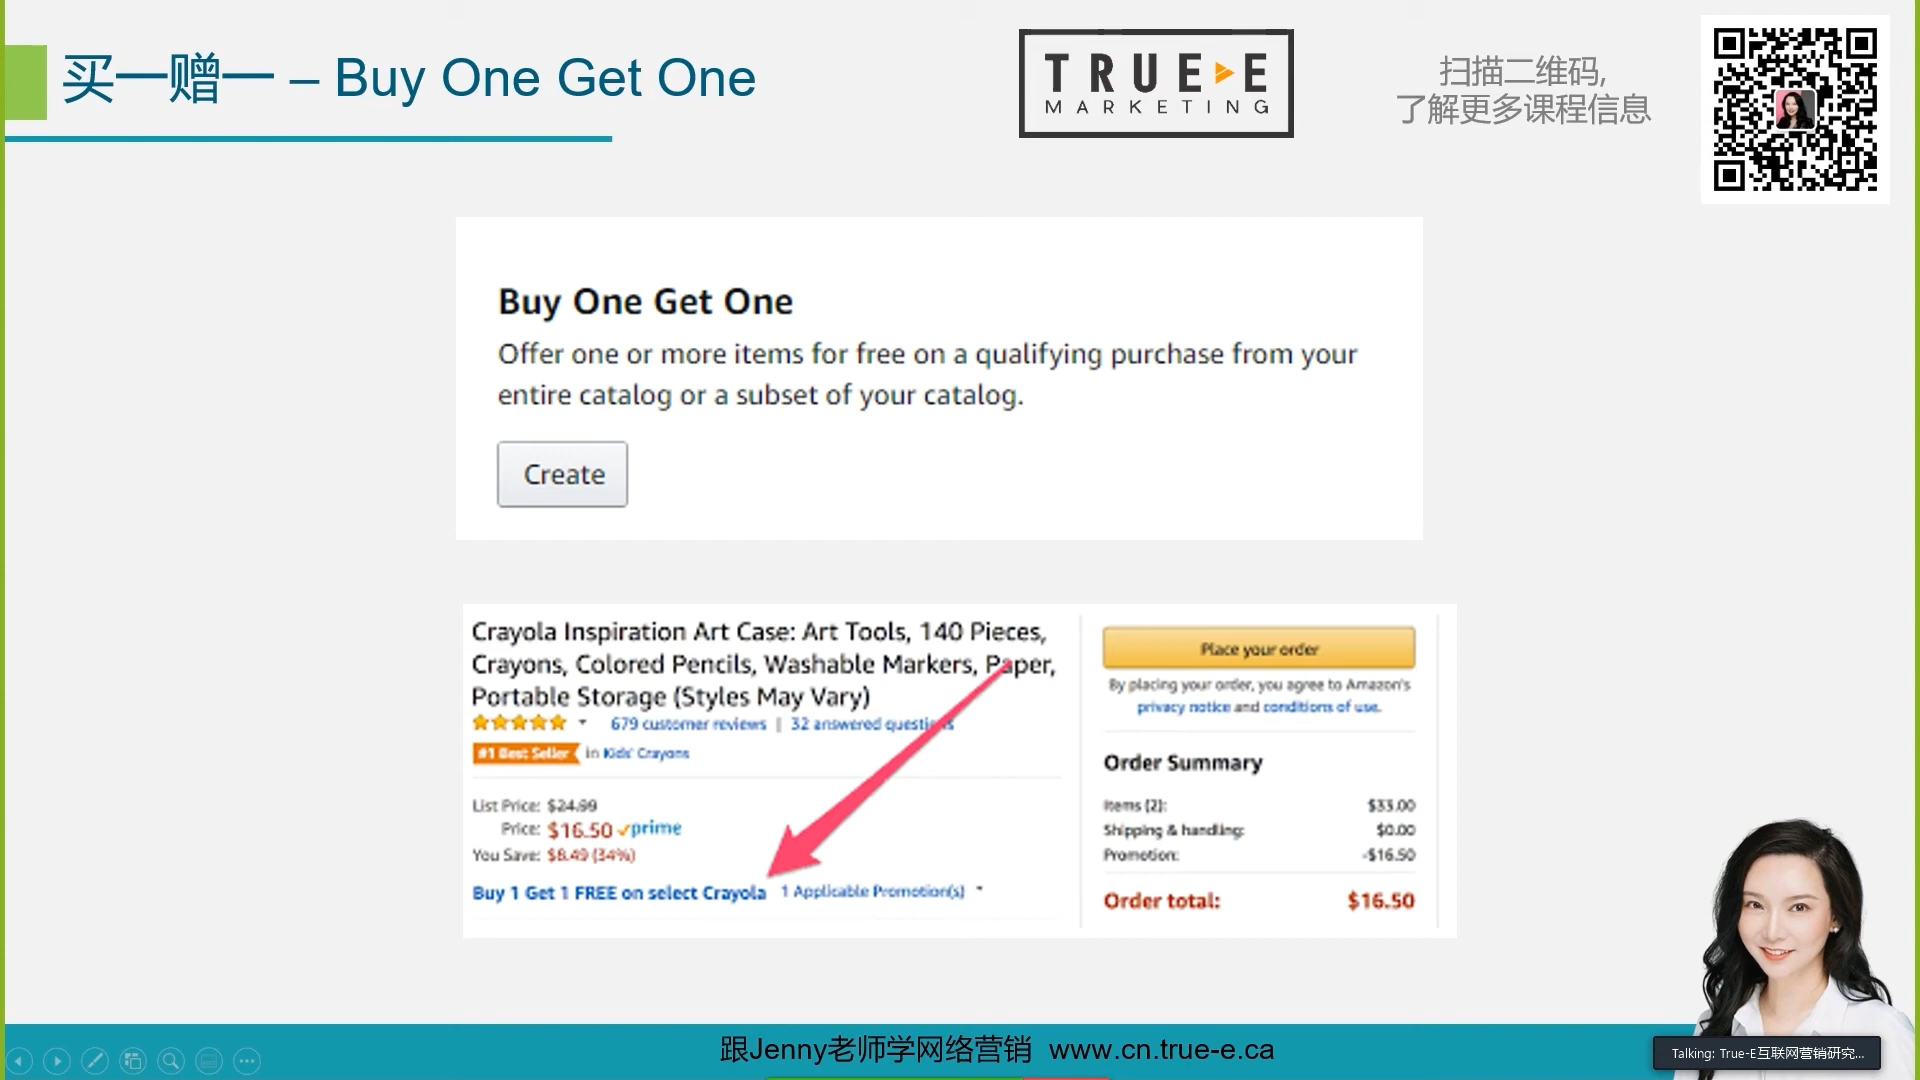 买一赠一 – Buy One Get One
TRUE E
MARKETING
扫描二维码,
了解更多课程信息
Buy One Get One
Offer one or more items for free on a qualifying purchase from your
entire catalog or a subset of your catalog.
Create
Crayola Inspiration Art Case: Art Tools, 140 Pieces,
Crayons, Colored Pencils, Washable Markers, Paper,
Portable Storage (Styles May Vary)
679 customer reviews | 32 answered questions
#1 Best Seller in Kids' Crayons
List Price: $24.99
Price: $16.50 prime
You Save: $8.49 (34%)
Buy 1 Get 1 FREE on select Crayola 1 Applicable Promotion(s)
Place your order
By placing your order, you agree to Amazon's
privacy notice and conditions of use.
Order Summary
Items (2): $33.00
Shipping & handling: $0.00
Promotion: -$16.50
Order total: $16.50
跟Jenny老师学网络营销 www.cn.true-e.ca
Talking: True-E互联网营销研究...